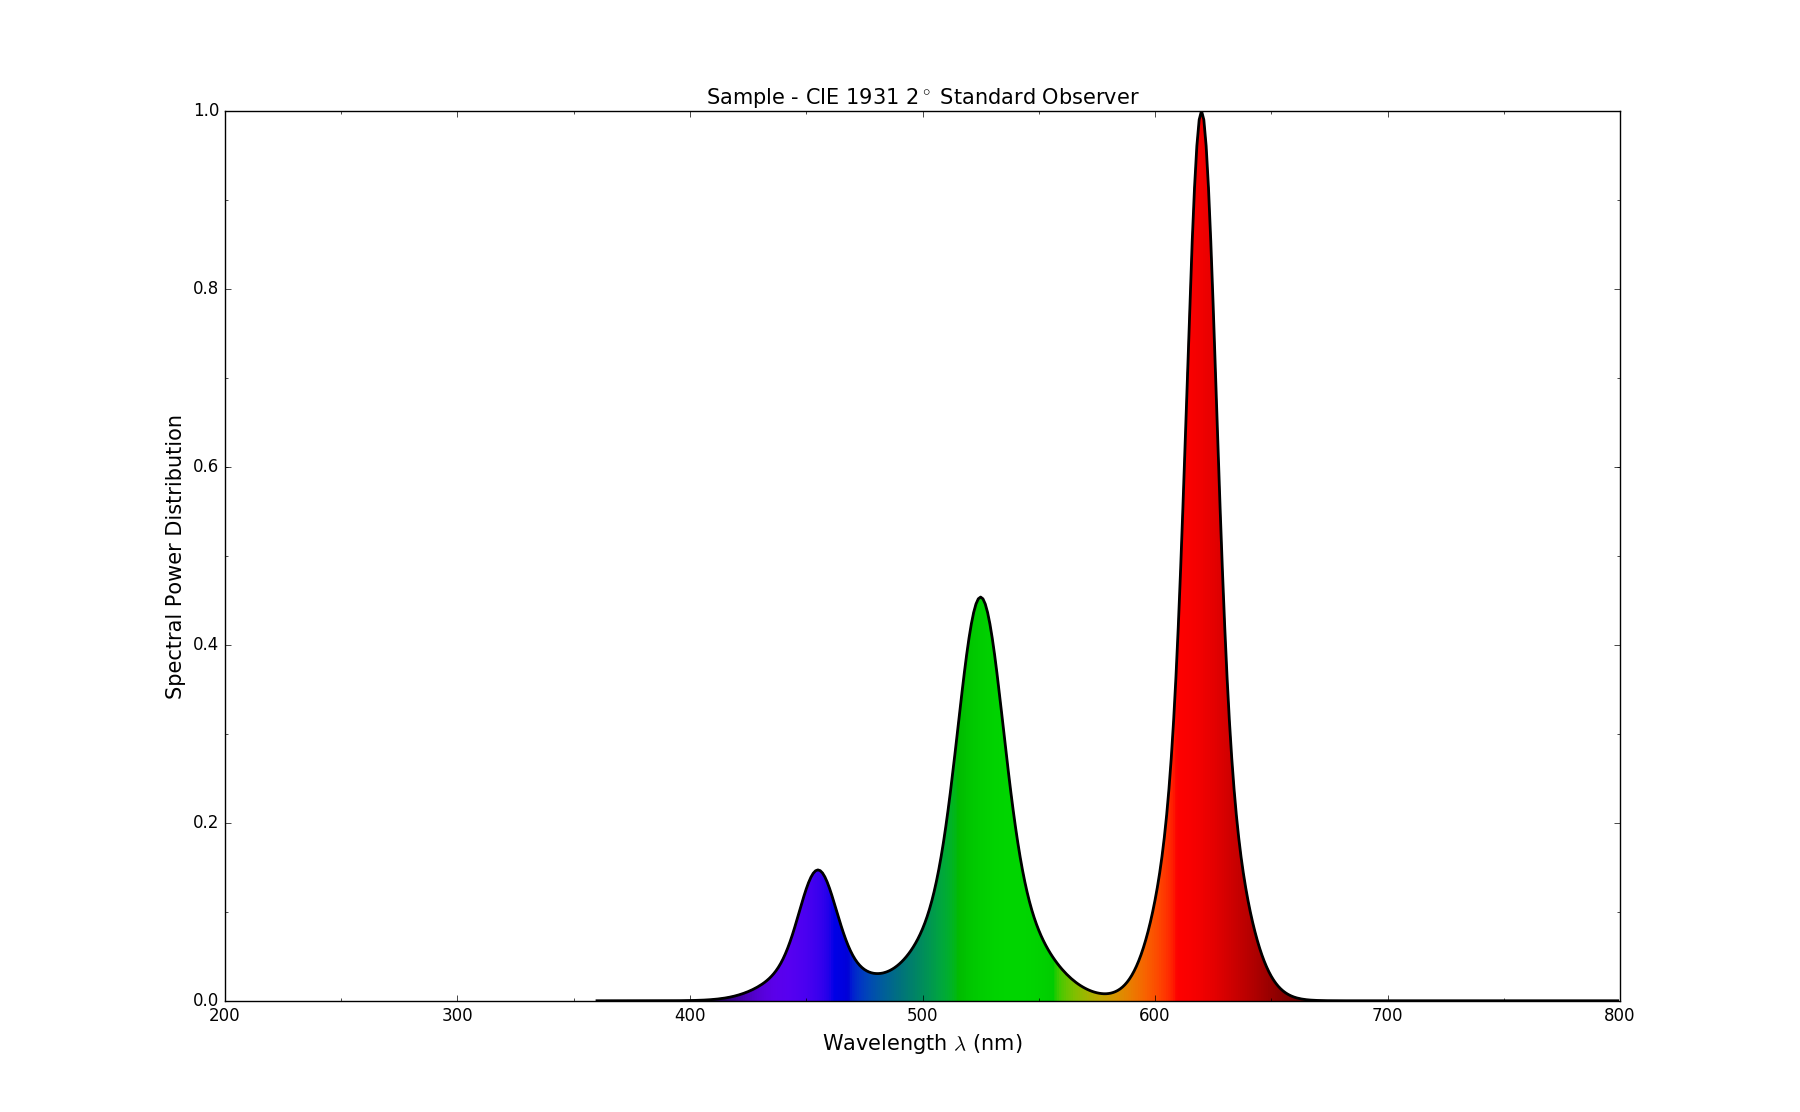 Sample - CIE 1931 2° Standard Observer
1.0
0.8
0.6
0.4
0.2
0.0
Spectral Power Distribution
200 300 400 500 600 700 800
Wavelength λ (nm)